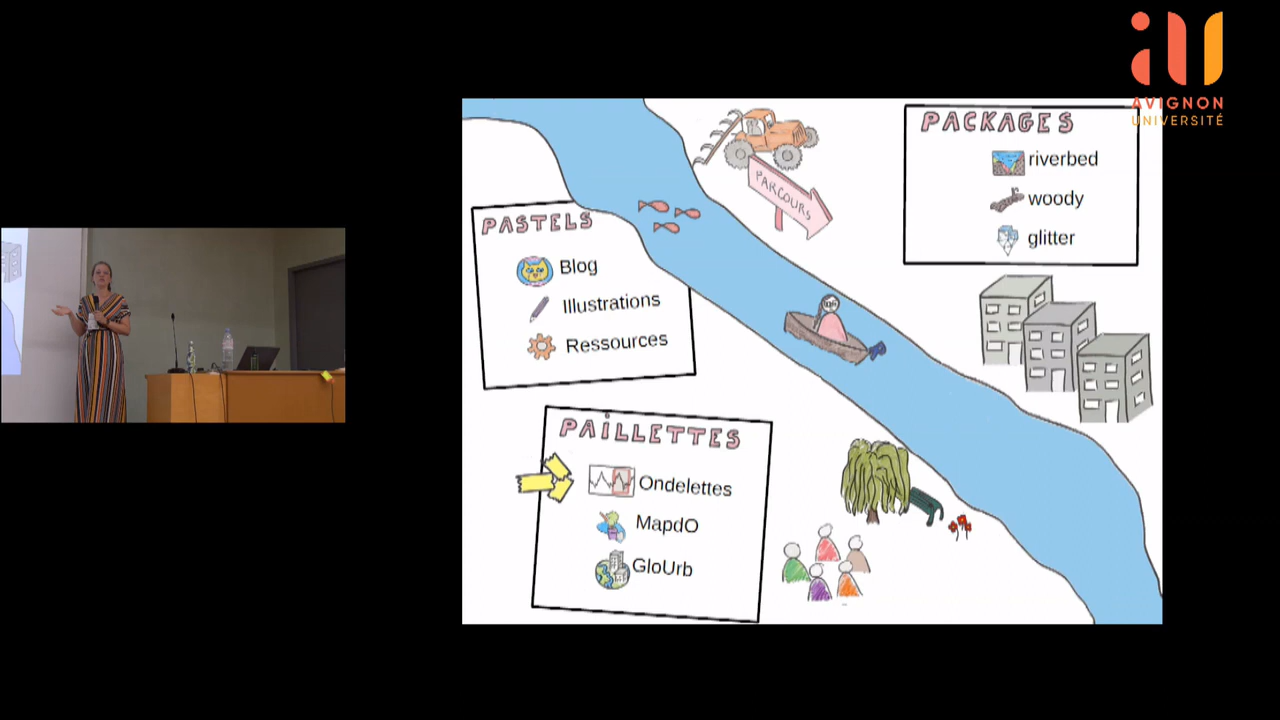 AVIGNON
UNIVERSITÉ
PACKAGES
riverbed
woody
glitter
PARCOURS
PASTELS
Blog
Illustrations
Ressources
PAiLLETTES
Ondelettes
MapdO
GloUrb